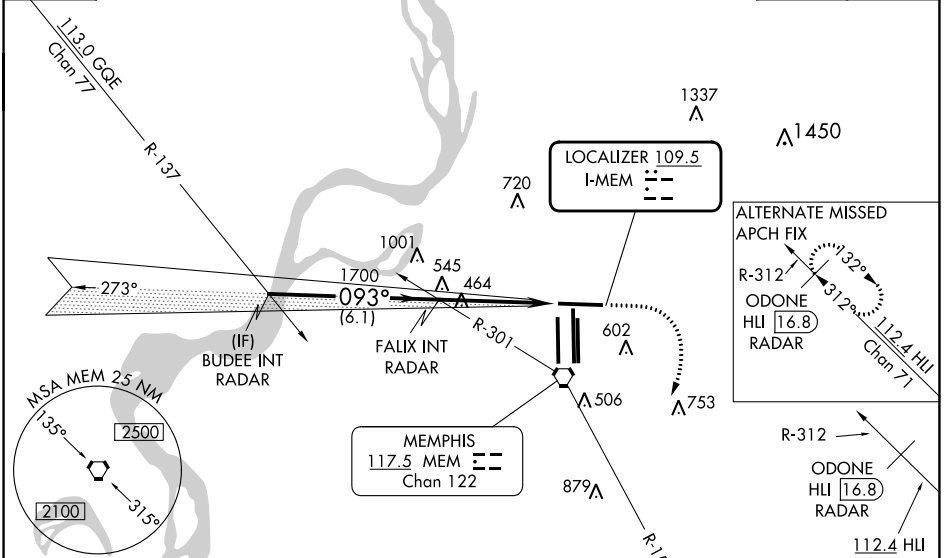 113.0 GQE
Chan 77
R-137
1337
1450
LOCALIZER 109.5
I-MEM
720
ALTERNATE MISSED
APCH FIX
R-312
132°
312°
ODONE
HLI 16.8
RADAR
112.4 HLI
Chan 71
1001
545
464
1700
273°
093°
(6.1)
R-301
(IF)
BUDEE INT
RADAR
FALIX INT
RADAR
602
506
753
MSA MEM 25 NM
135°
2500
2100
315°
MEMPHIS
117.5 MEM
Chan 122
879
R-312
ODONE
HLI 16.8
RADAR
112.4 HLI